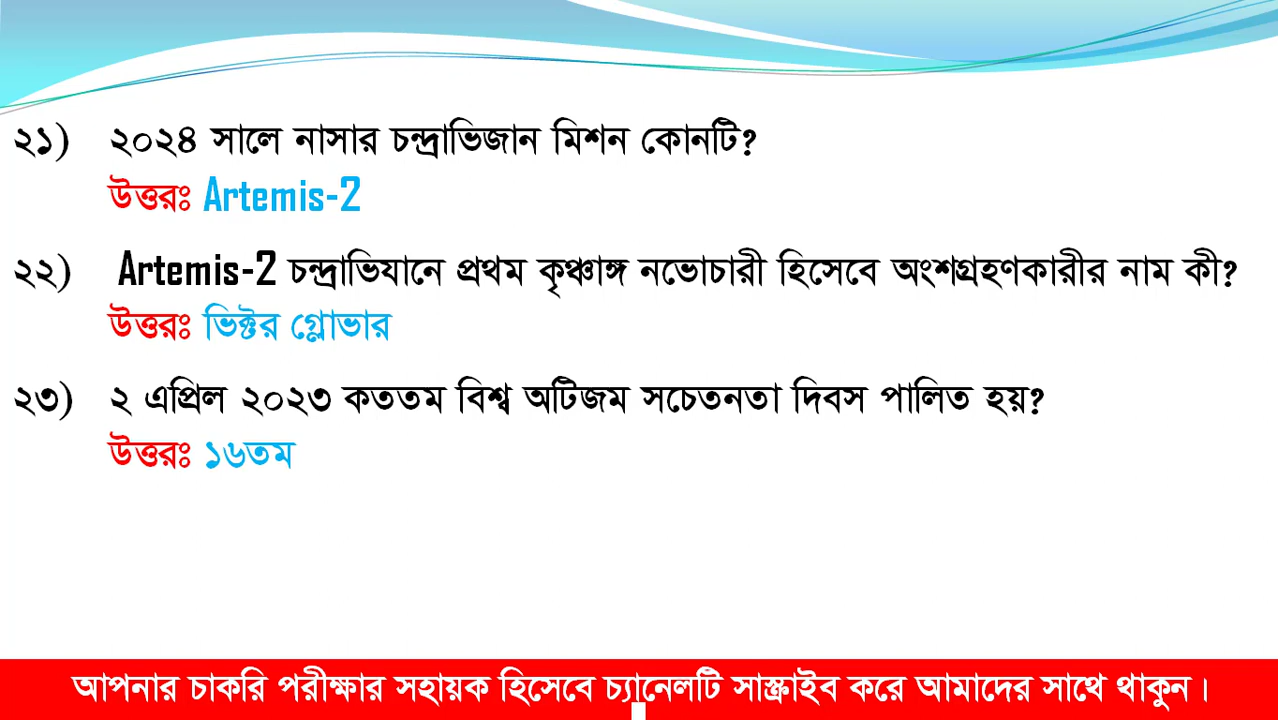 ২১) ২০২৪ সালে নাসার চন্দ্রাভিজান মিশন কোনটি?
উত্তরঃ Artemis-2
২২) Artemis-2 চন্দ্রাভিযানে প্রথম কৃষ্ণাঙ্গ নভোচারী হিসেবে অংশগ্রহণকারীর নাম কী?
উত্তরঃ ভিক্টর গ্লোভার
২৩) ২ এপ্রিল ২০২৩ কততম বিশ্ব অটিজম সচেতনতা দিবস পালিত হয়?
উত্তরঃ ১৬তম
আপনার চাকরি পরীক্ষার সহায়ক হিসেবে চ্যানেলটি সাস্ক্রাইব করে আমাদের সাথে থাকুন।